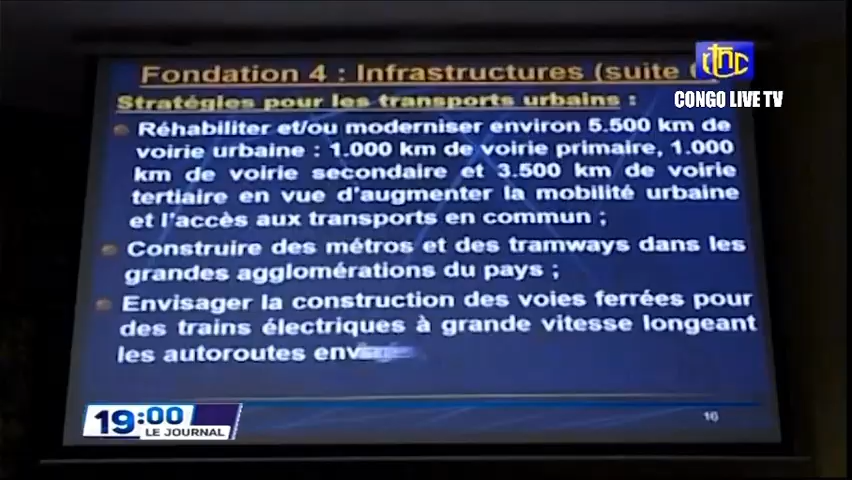 Fondation 4 : Infrastructures (suite
rtnc
CONGO LIVE TV
Stratégies pour les transports urbains :
Réhabiliter et/ou moderniser environ 5.500 km de
voirie urbaine : 1.000 km de voirie primaire, 1.000
km de voirie secondaire et 3.500 km de voirie
tertiaire en vue d'augmenter la mobilité urbaine
et l'accès aux transports en commun ;
Construire des métros et des tramways dans les
grandes agglomérations du pays ;
Envisager la construction des voies ferrées pour
des trains électriques à grande vitesse longeant
les autoroutes
19:00
LE JOURNAL
16